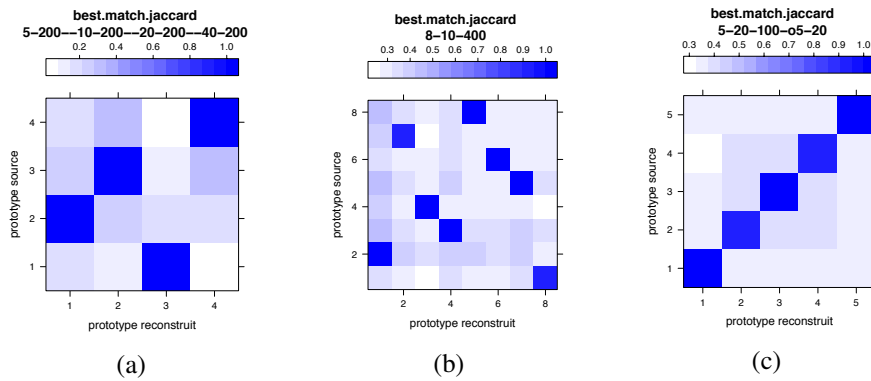 best.match.jaccard
5−200−−10−200−−20−200−−40−200
0.2 0.4 0.6 0.8 1.0
4
3
2
1
prototype source
1 2 3 4
prototype reconstruit
(a)
best.match.jaccard
8−10−400
0.3 0.4 0.5 0.6 0.7 0.8 0.9 1.0
8
6
4
2
prototype source
2 4 6 8
prototype reconstruit
(b)
best.match.jaccard
5−20−100−o5−20
0.3 0.4 0.5 0.6 0.7 0.8 0.9 1.0
5
4
3
2
1
prototype source
1 2 3 4 5
prototype reconstruit
(c)